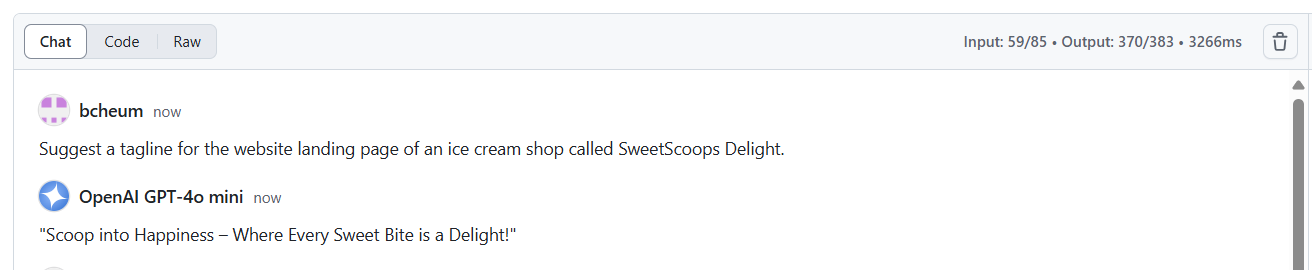 Chat Code Raw Input: 59/85 • Output: 370/383 • 3266ms
bcheum now
Suggest a tagline for the website landing page of an ice cream shop called SweetScoops Delight.
OpenAI GPT-4o mini now
"Scoop into Happiness – Where Every Sweet Bite is a Delight!"